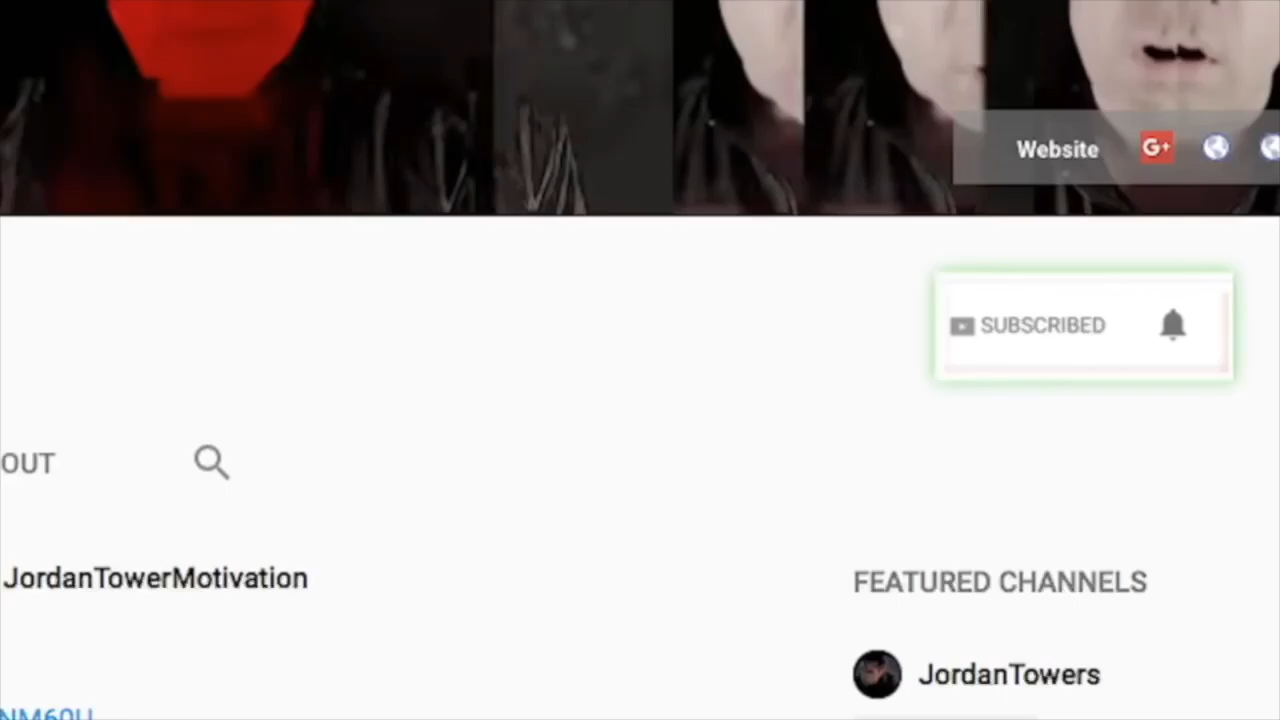 Website G+
SUBSCRIBED
OUT
JordanTowerMotivation
FEATURED CHANNELS
JordanTowers